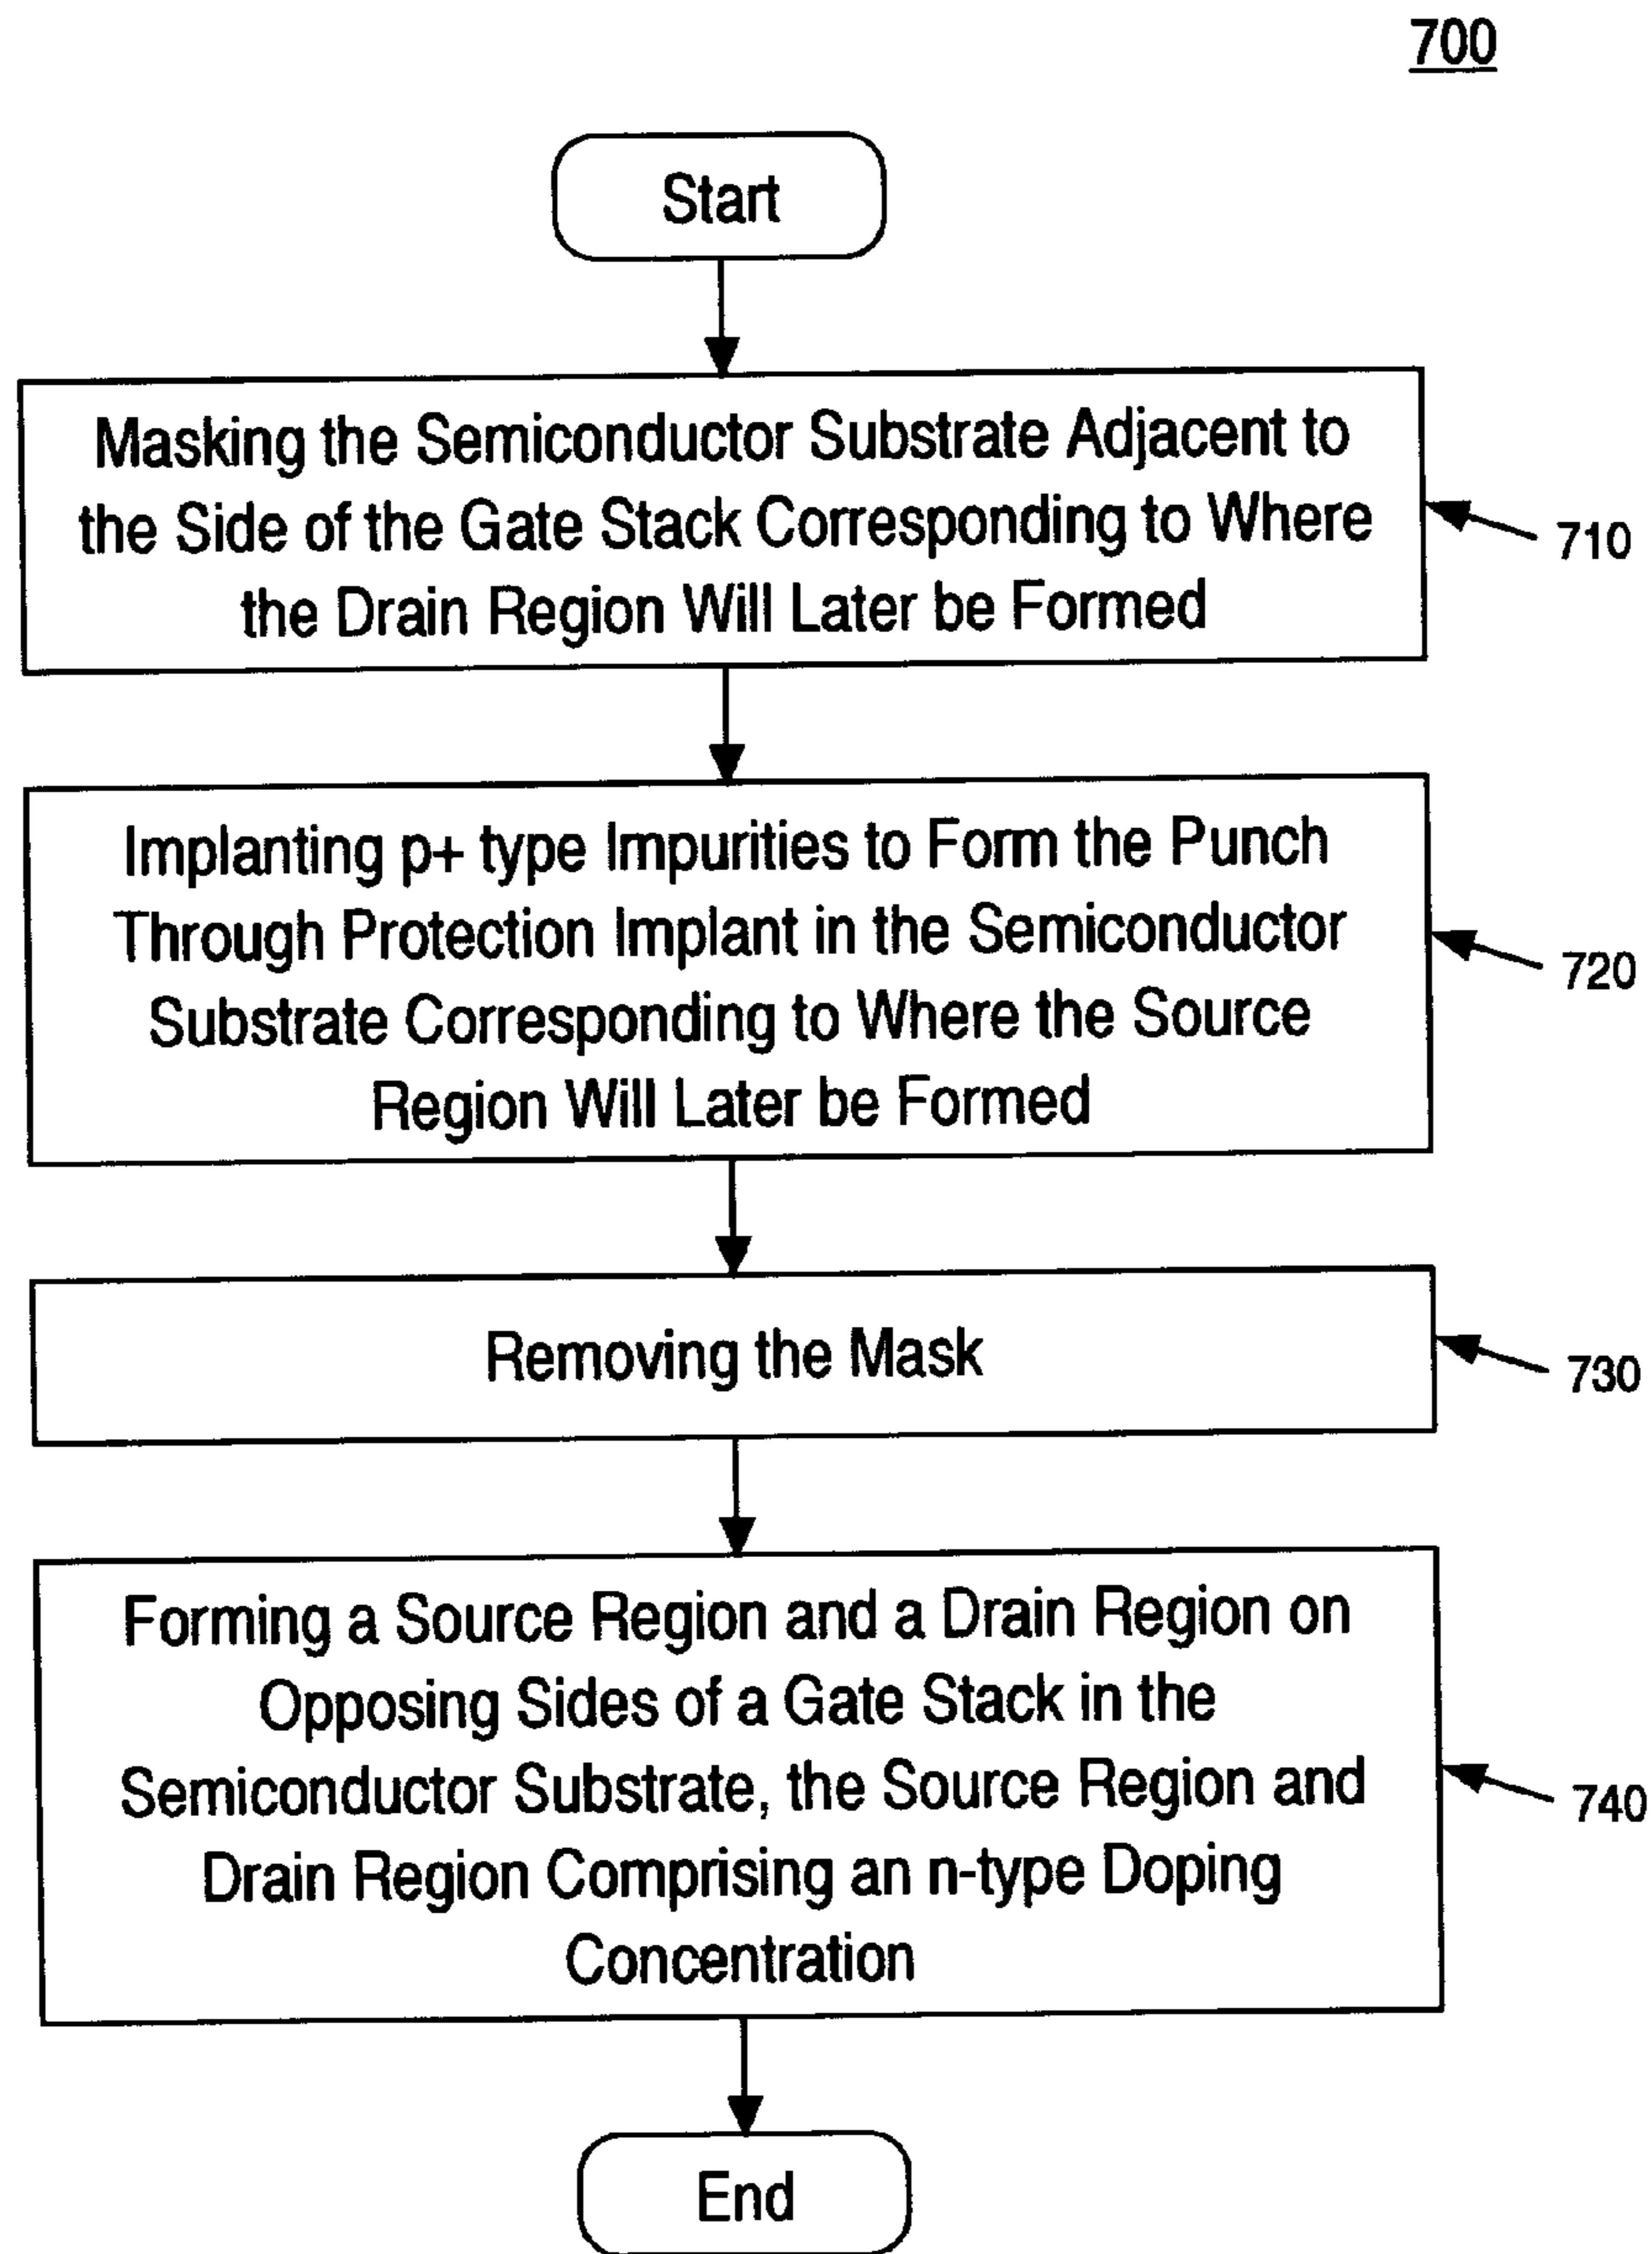 700
Start
Masking the Semiconductor Substrate Adjacent to
the Side of the Gate Stack Corresponding to Where
the Drain Region Will Later be Formed
710
Implanting p+ type Impurities to Form the Punch
Through Protection Implant in the Semiconductor
Substrate Corresponding to Where the Source
Region Will Later be Formed
720
Removing the Mask
730
Forming a Source Region and a Drain Region on
Opposing Sides of a Gate Stack in the
Semiconductor Substrate, the Source Region and
Drain Region Comprising an n-type Doping
Concentration
740
End